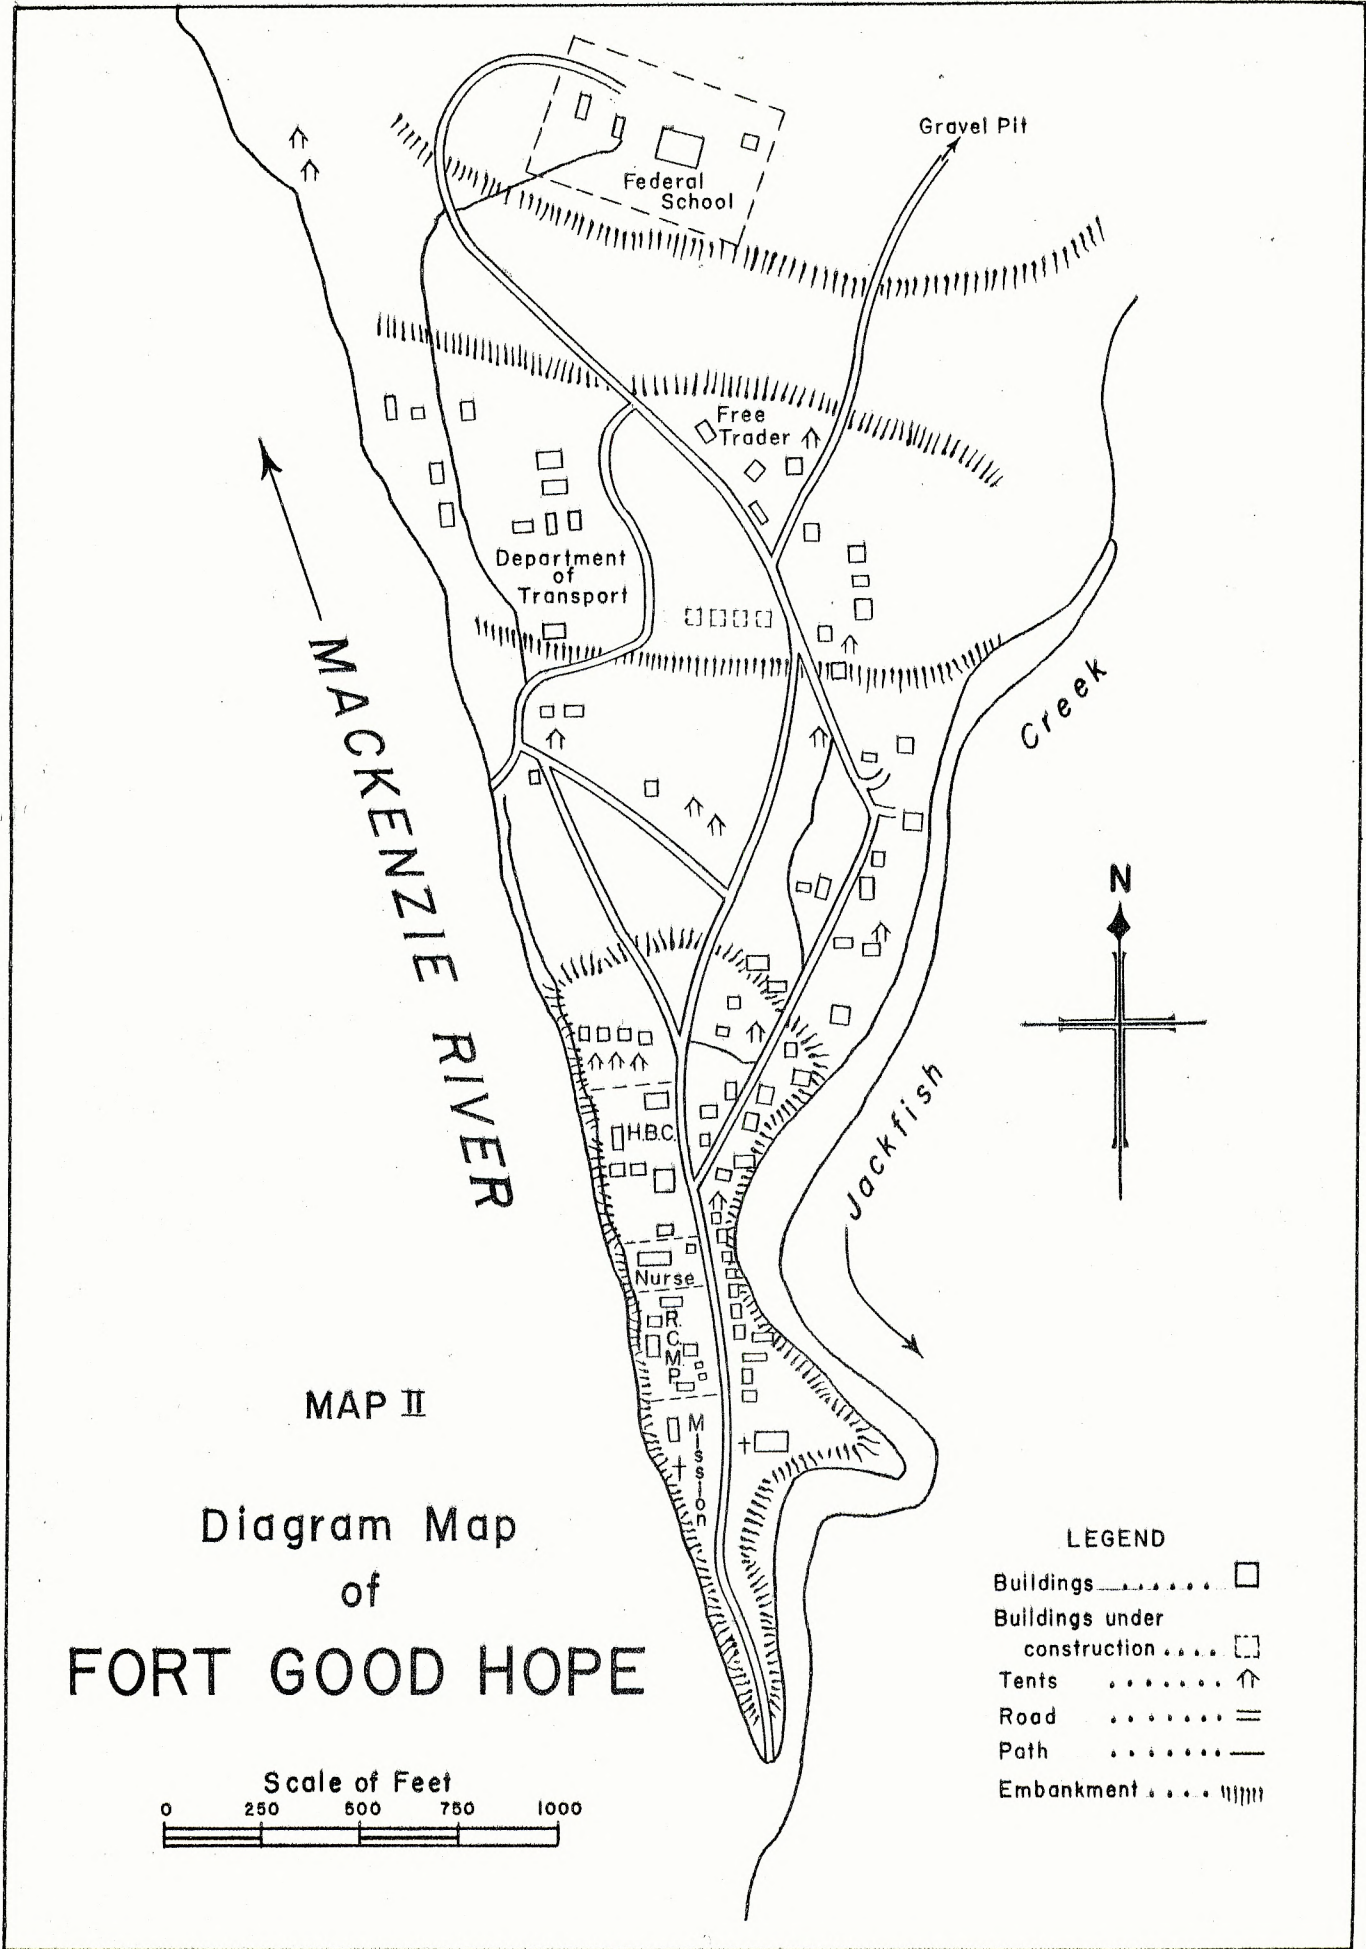 Gravel Pit
Federal
School
Free
Trader
Department
of
Transport
MACKENZIE RIVER
Creek
Jackfish
N
H.B.C.
Nurse
R.
C.
M.
P.
Mission
MAP II
Diagram Map
of
FORT GOOD HOPE
Scale of Feet
0 250 500 750 1000
LEGEND
Buildings
Buildings under
construction
Tents
Road
Path
Embankment